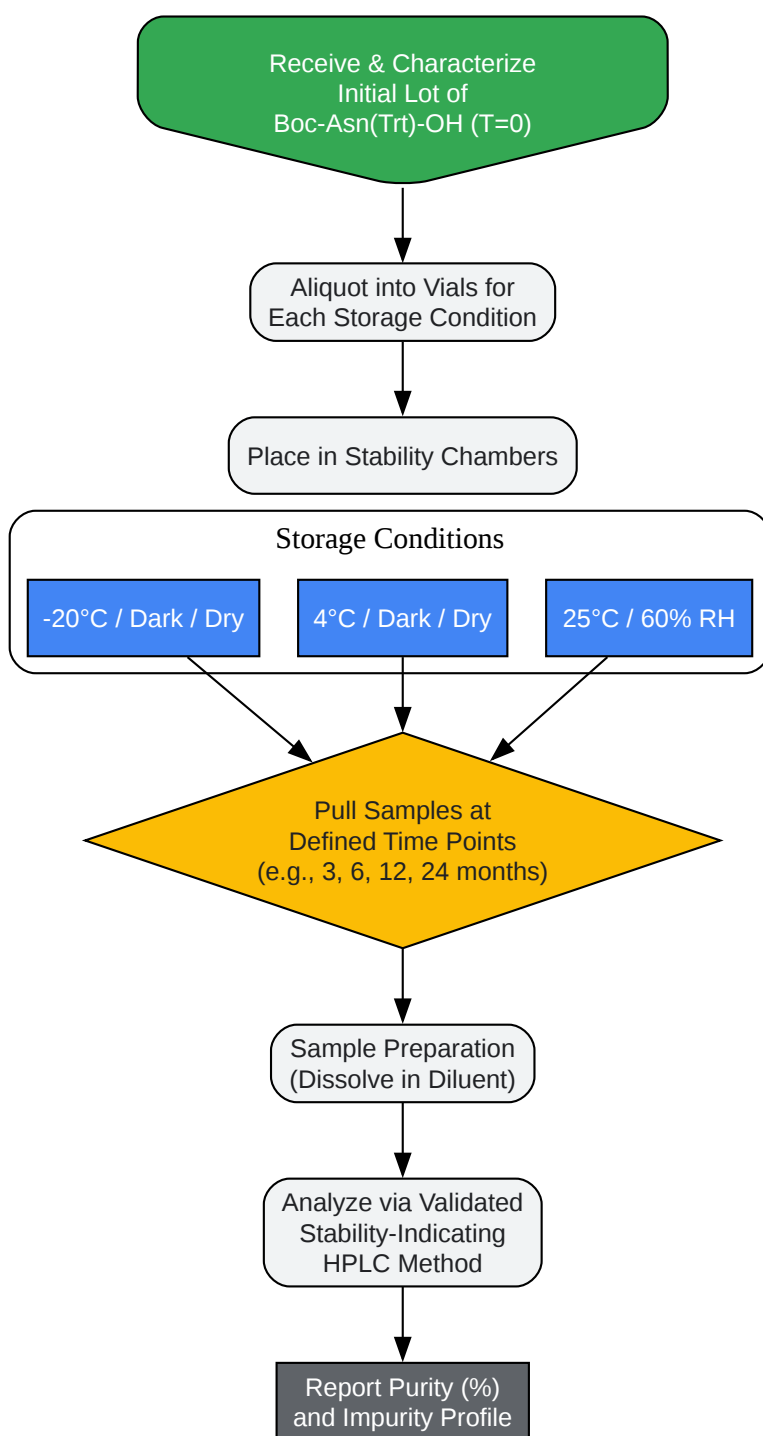 Receive & Characterize
Initial Lot of
Boc-Asn(Trt)-OH (T=0)
Aliquot into Vials for
Each Storage Condition
Place in Stability Chambers
Storage Conditions
-20°C / Dark / Dry
4°C / Dark / Dry
25°C / 60% RH
Pull Samples at
Defined Time Points
(e.g., 3, 6, 12, 24 months)
Sample Preparation
(Dissolve in Diluent)
Analyze via Validated
Stability-Indicating
HPLC Method
Report Purity (%)
and Impurity Profile